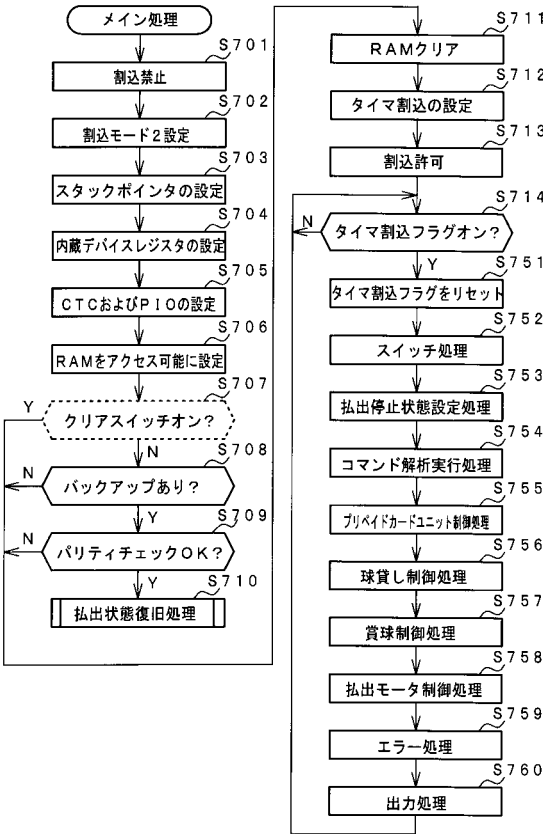 メイン処理
S701
割込禁止
S702
割込モード2設定
S703
スタックポインタの設定
S704
内蔵デバイスレジスタの設定
S705
CTCおよびPIOの設定
S706
RAMをアクセス可能に設定
S707
クリアスイッチオン?
Y
N
S708
バックアップあり?
N
Y
S709
パリティチェックOK?
N
Y
S710
払出状態復旧処理
S711
RAMクリア
S712
タイマ割込の設定
S713
割込許可
S714
タイマ割込フラグオン?
N
Y
S751
タイマ割込フラグをリセット
S752
スイッチ処理
S753
払出停止状態設定処理
S754
コマンド解析実行処理
S755
プリペイドカードユニット制御処理
S756
球貸し制御処理
S757
賞球制御処理
S758
払出モータ制御処理
S759
エラー処理
S760
出力処理